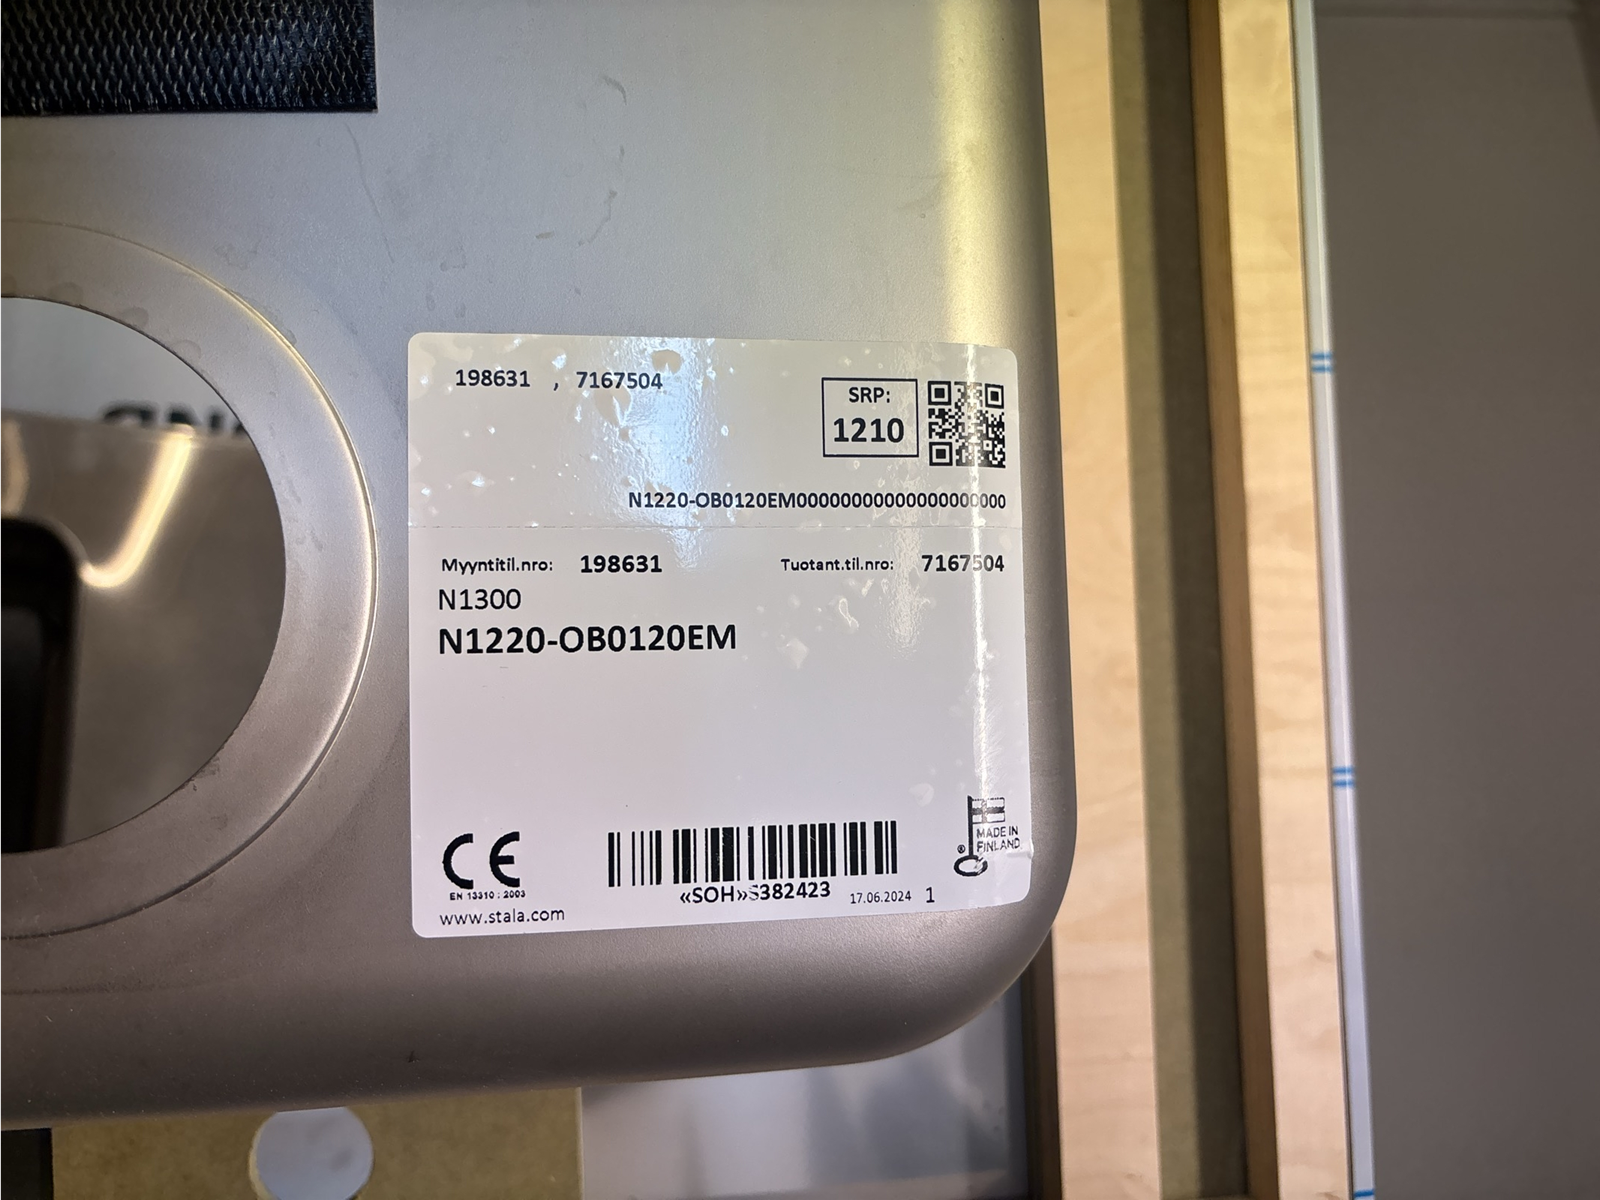 198631 , 7167504
SRP:
1210
N1220-OB0120EM00000000000000000000
Myyntitil.nro: 198631 Tuotant.til.nro: 7167504
N1300
N1220-OB0120EM
MADE IN
® FINLAND
CE
EN 13310 : 2003
«SOH»S382423 17.06.2024 1
www.stala.com